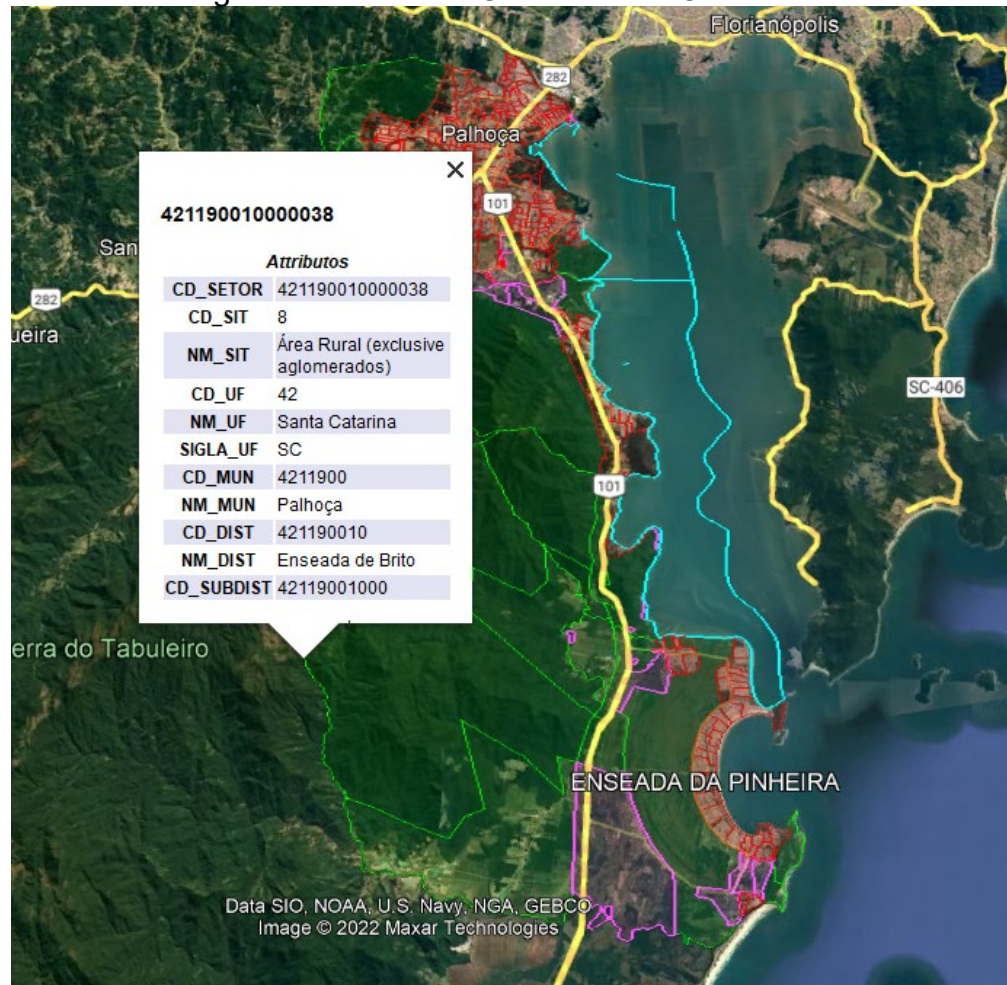 Florianópolis
282
Palhoça
101
San
282
ueira
421190010000038
Attributos
CD_SETOR 421190010000038
CD_SIT 8
NM_SIT Área Rural (exclusive
aglomerados)
CD_UF 42
NM_UF Santa Catarina
SIGLA_UF SC
CD_MUN 4211900
NM_MUN Palhoça
CD_DIST 421190010
NM_DIST Enseada de Brito
CD_SUBDIST 42119001000
SC-406
101
erra do Tabuleiro
ENSEADA DA PINHEIRA
Data SIO, NOAA, U.S. Navy, NGA, GEBCO
Image © 2022 Maxar Technologies